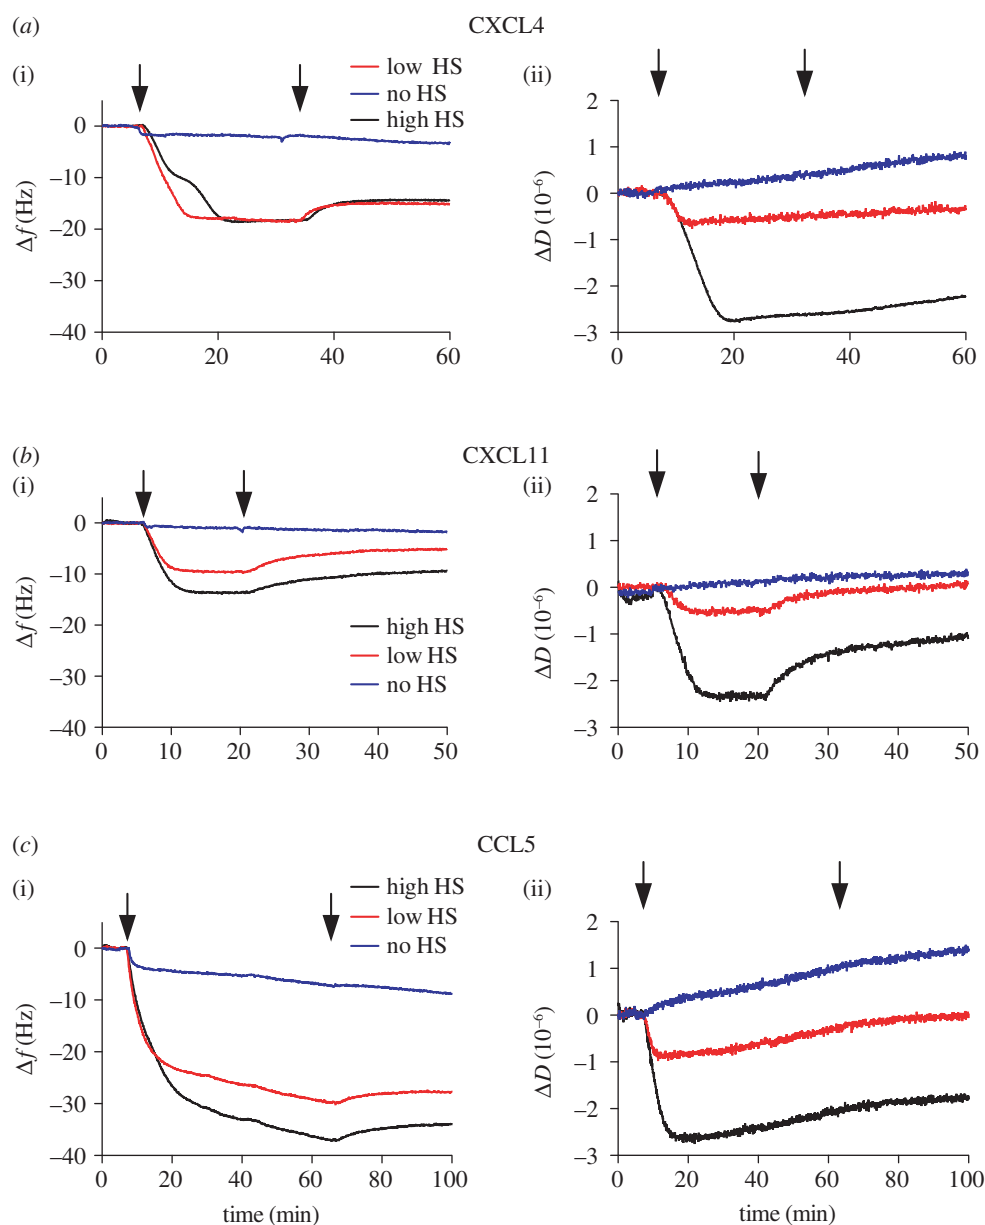 (a) CXCL4
(i)
low HS
no HS
high HS
0
–10
–20
–30
–40
Δf (Hz)
0 20 40 60
(ii)
2
1
0
–1
–2
–3
ΔD (10⁻⁶)
0 20 40 60
(b) CXCL11
(i)
0
–10
–20
–30
–40
Δf (Hz)
high HS
low HS
no HS
0 10 20 30 40 50
(ii)
2
1
0
–1
–2
–3
ΔD (10⁻⁶)
0 10 20 30 40 50
(c) CCL5
(i)
high HS
low HS
no HS
0
–10
–20
–30
–40
Δf (Hz)
0 20 40 60 80 100
time (min)
(ii)
2
1
0
–1
–2
–3
ΔD (10⁻⁶)
0 20 40 60 80 100
time (min)